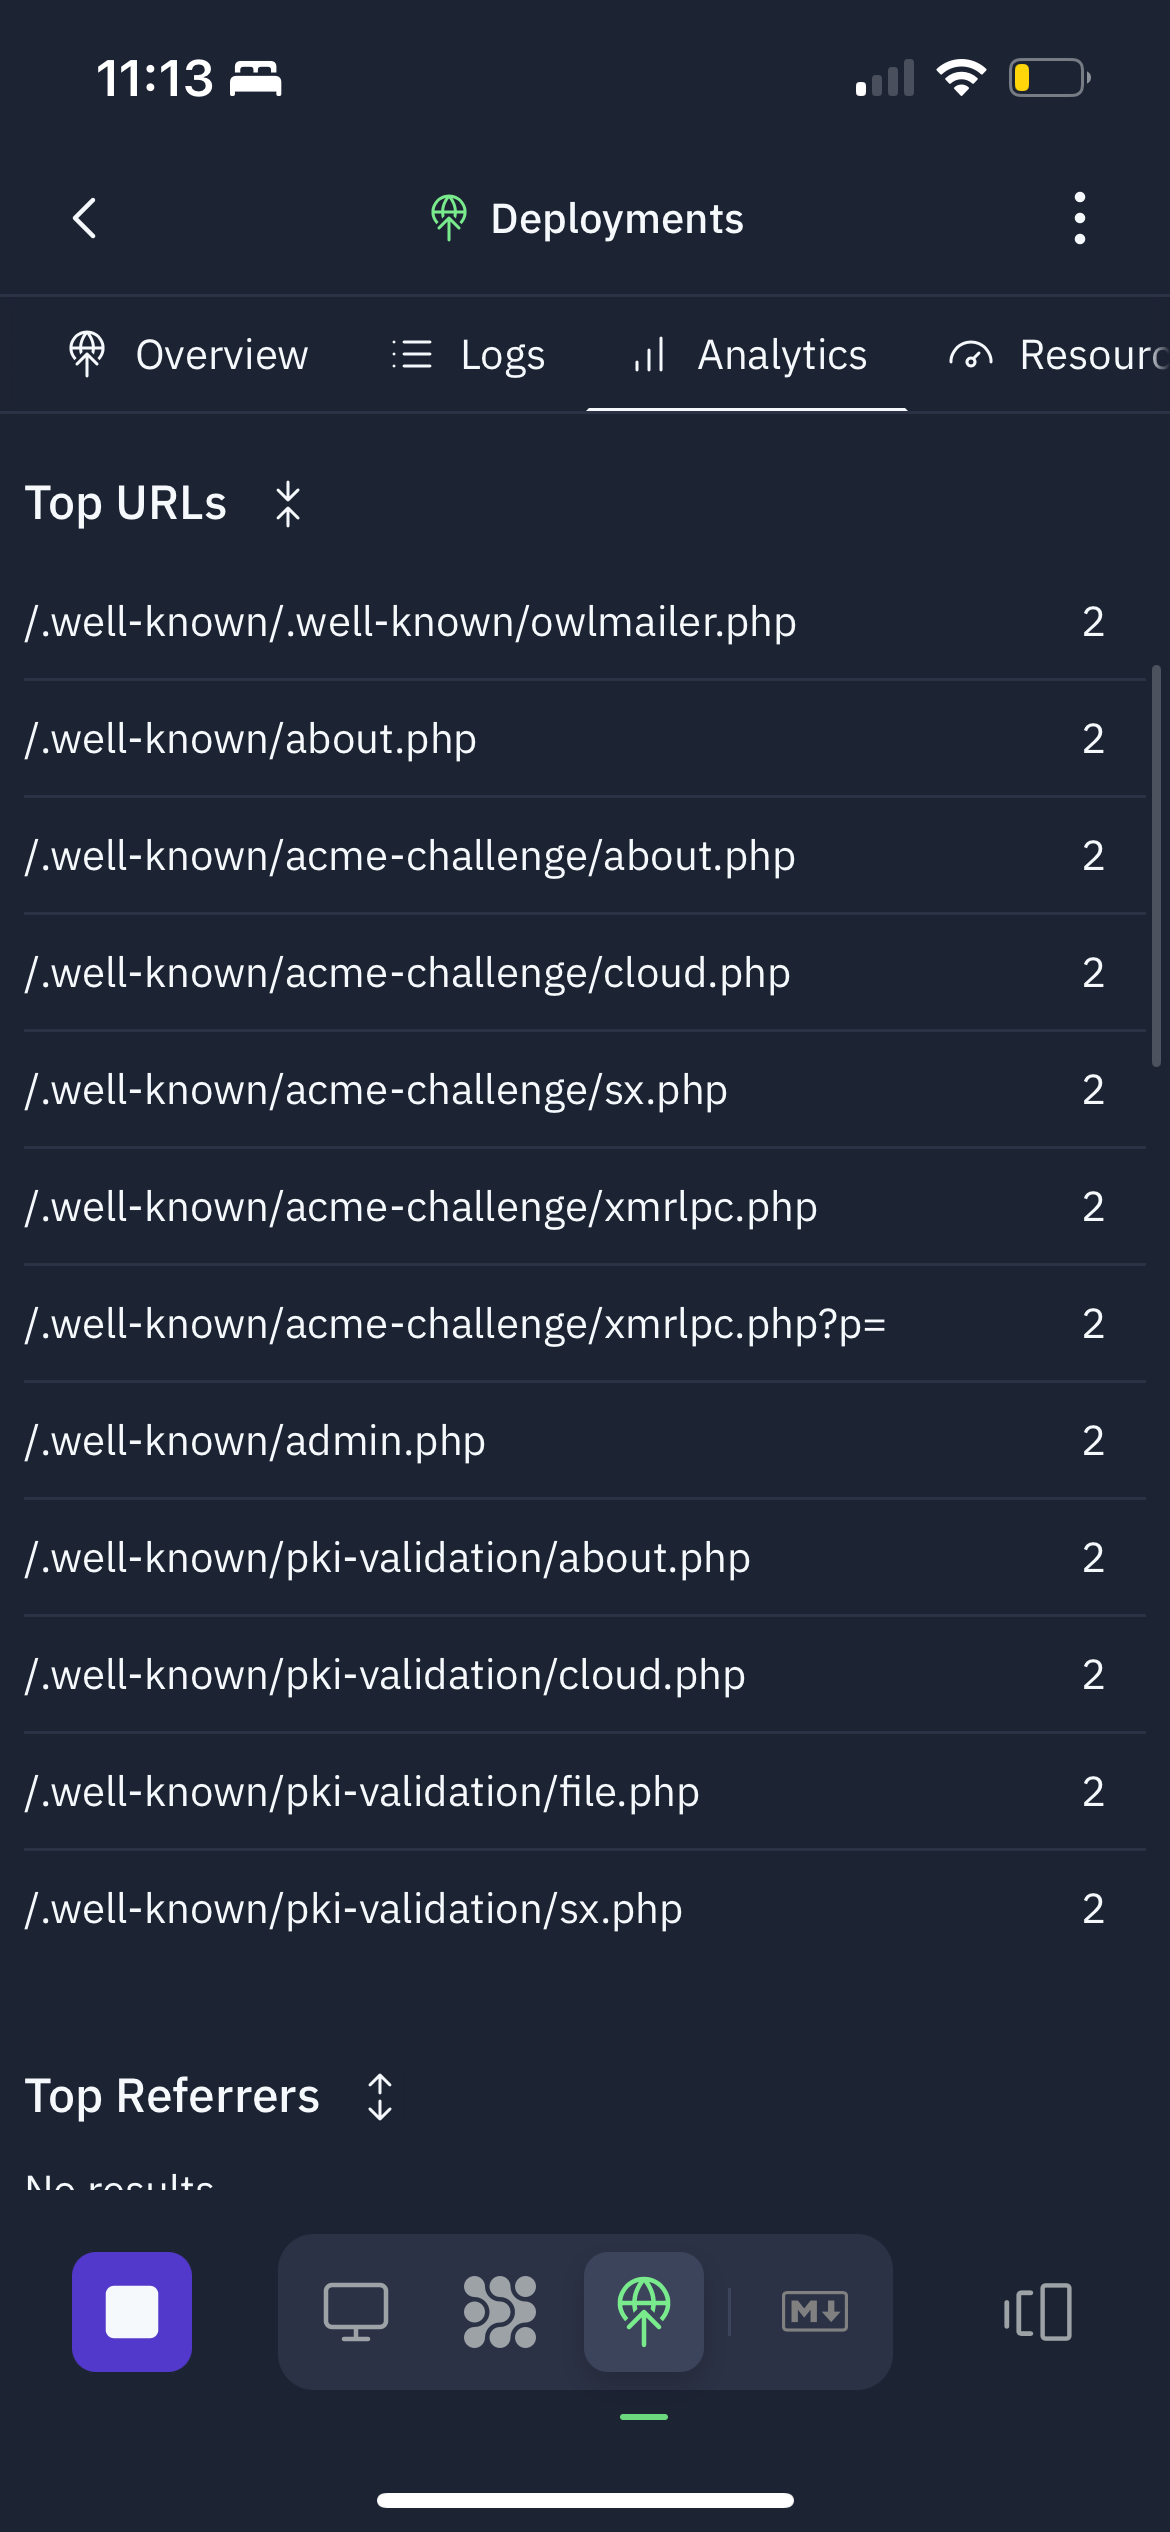 11:13
Deployments
Overview Logs Analytics Resourc
Top URLs
/.well-known/.well-known/owlmailer.php 2
/.well-known/about.php 2
/.well-known/acme-challenge/about.php 2
/.well-known/acme-challenge/cloud.php 2
/.well-known/acme-challenge/sx.php 2
/.well-known/acme-challenge/xmrlpc.php 2
/.well-known/acme-challenge/xmrlpc.php?p= 2
/.well-known/admin.php 2
/.well-known/pki-validation/about.php 2
/.well-known/pki-validation/cloud.php 2
/.well-known/pki-validation/file.php 2
/.well-known/pki-validation/sx.php 2
Top Referrers
No results
M